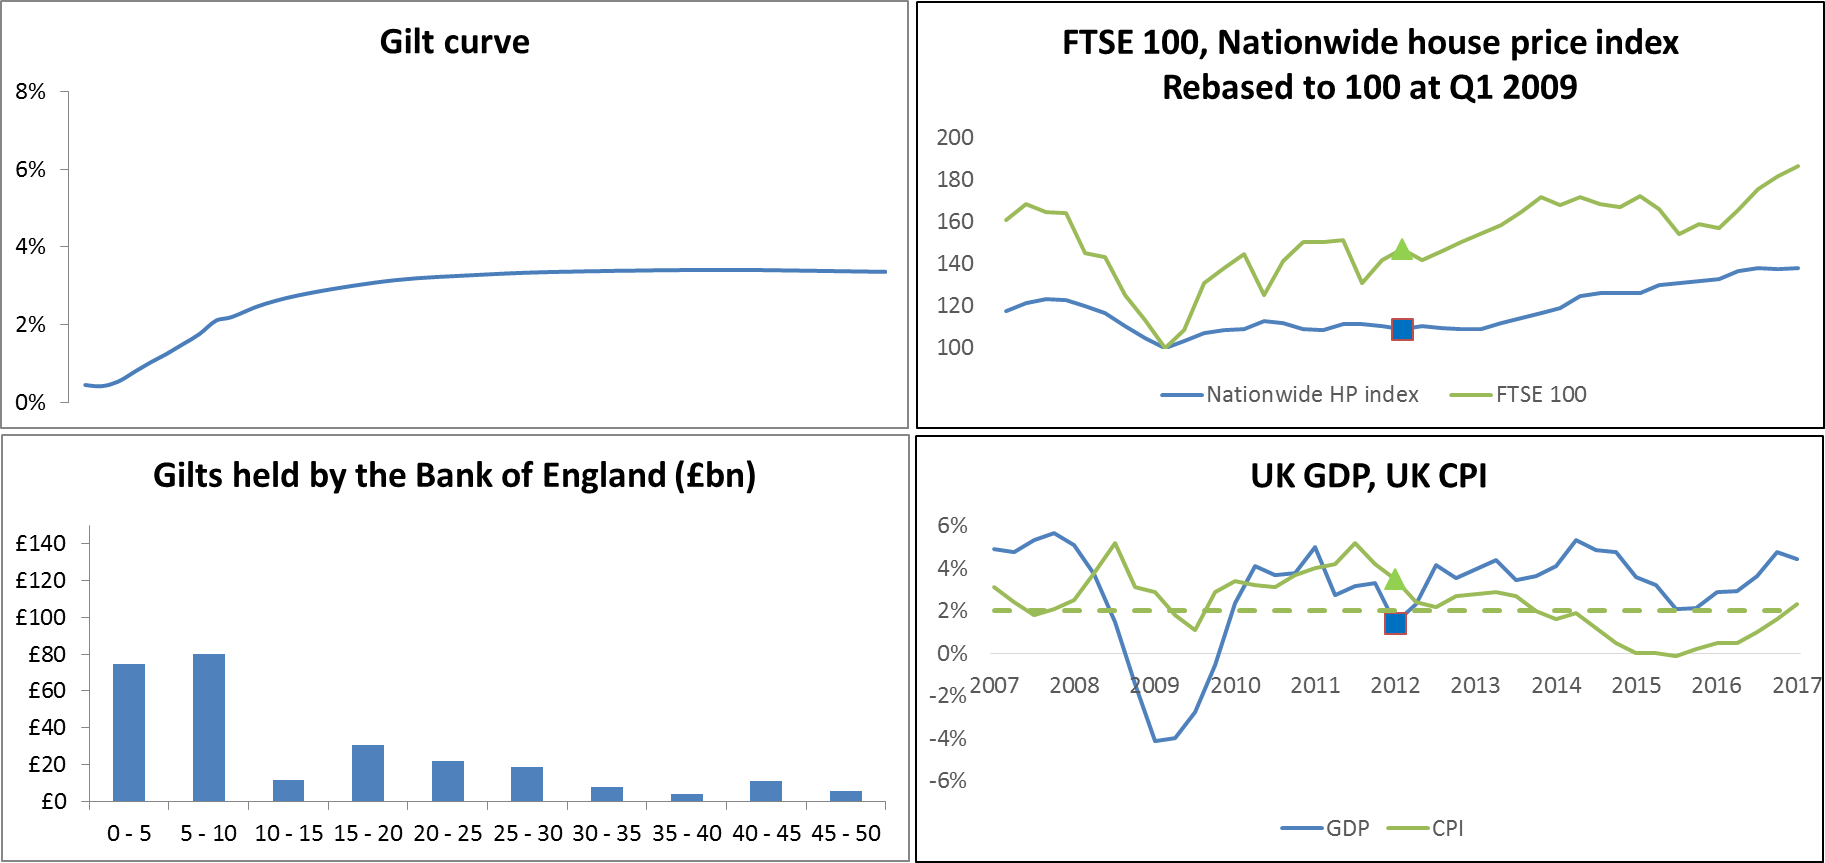 Gilt curve
8%
6%
4%
2%
0%
FTSE 100, Nationwide house price index
Rebased to 100 at Q1 2009
200
180
160
140
120
100
Nationwide HP index
FTSE 100
Gilts held by the Bank of England (£bn)
£140
£120
£100
£80
£60
£40
£20
£0
0 - 5
5 - 10
10 - 15
15 - 20
20 - 25
25 - 30
30 - 35
35 - 40
40 - 45
45 - 50
UK GDP, UK CPI
6%
4%
2%
0%
-2%
-4%
-6%
2007
2008
2009
2010
2011
2012
2013
2014
2015
2016
2017
GDP
CPI